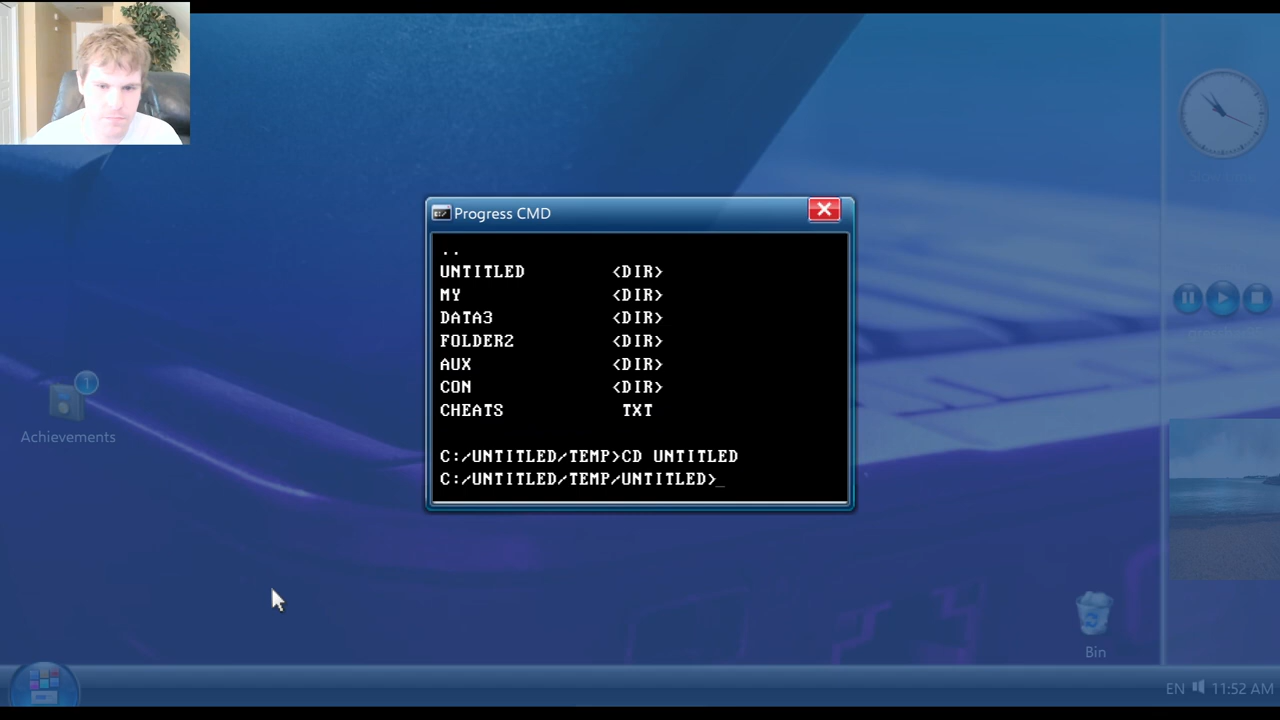 Progress CMD
..
UNTITLED <DIR>
MY <DIR>
DATA3 <DIR>
FOLDER2 <DIR>
AUX <DIR>
CON <DIR>
CHEATS TXT
C:/UNTITLED/TEMP>CD UNTITLED
C:/UNTITLED/TEMP/UNTITLED>_
1
Achievements
Bin
EN 11:52 AM